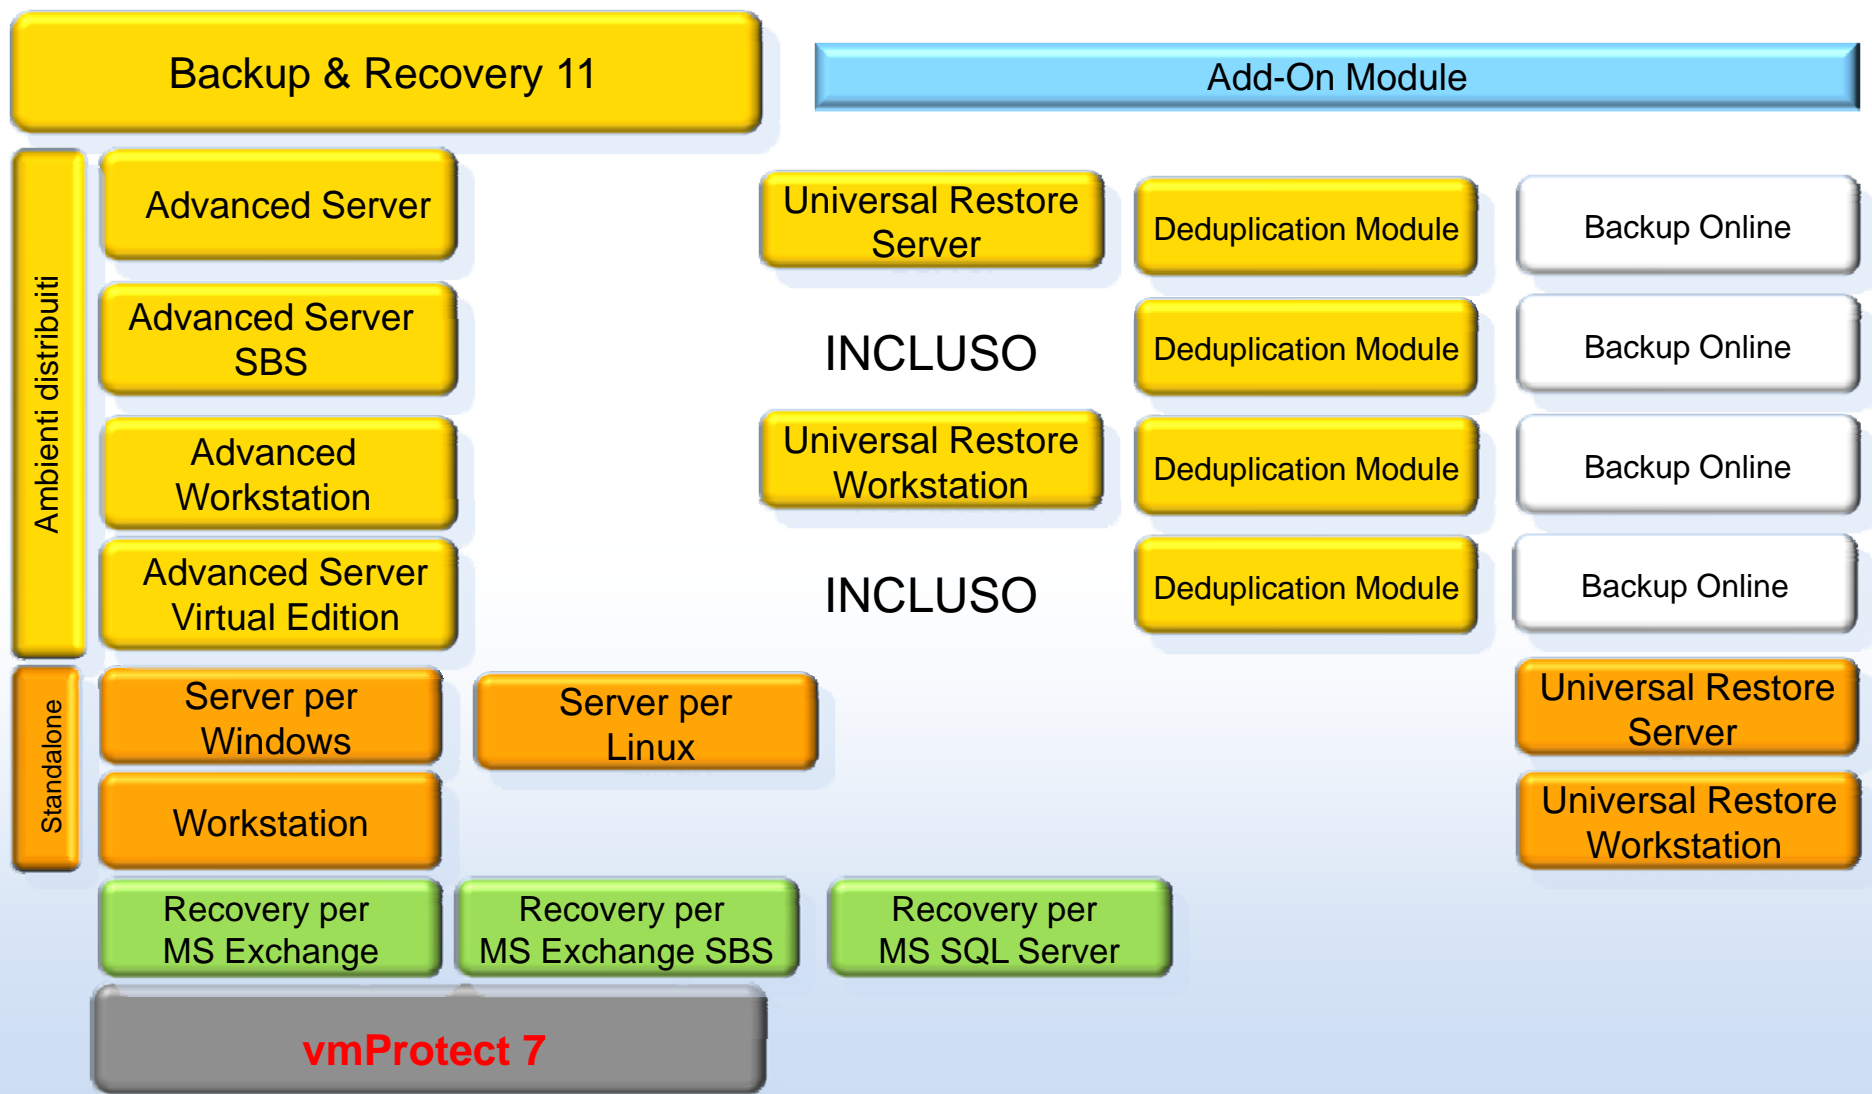 Backup & Recovery 11
Add-On Module
Ambienti distribuiti
Advanced Server
Universal Restore
Server
Deduplication Module
Backup Online
Advanced Server
SBS
INCLUSO
Deduplication Module
Backup Online
Advanced
Workstation
Universal Restore
Workstation
Deduplication Module
Backup Online
Advanced Server
Virtual Edition
INCLUSO
Deduplication Module
Backup Online
Standalone
Server per
Windows
Server per
Linux
Universal Restore
Server
Workstation
Universal Restore
Workstation
Recovery per
MS Exchange
Recovery per
MS Exchange SBS
Recovery per
MS SQL Server
vmProtect 7